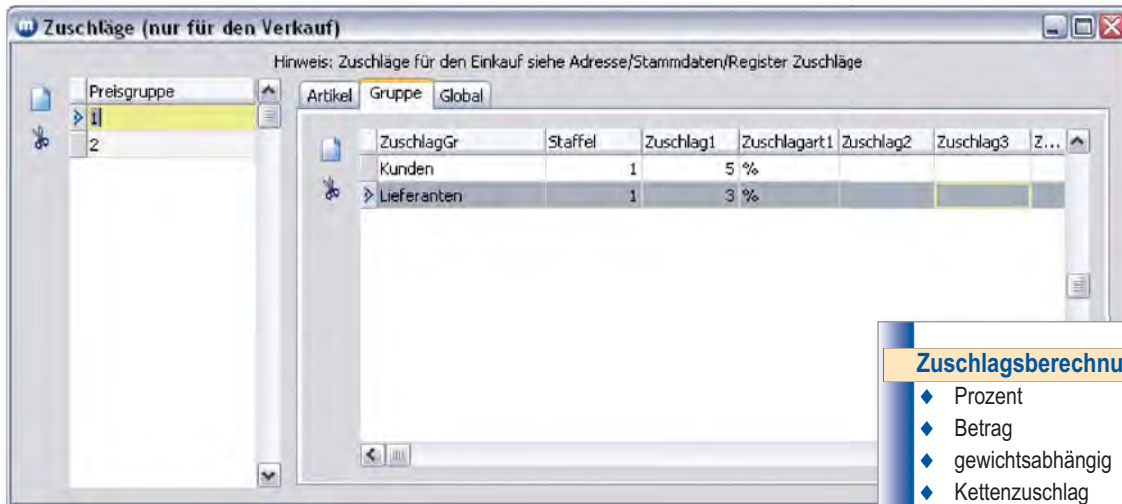 Zuschläge (nur für den Verkauf)
Hinweis: Zuschläge für den Einkauf siehe Adresse/Stammdaten/Register Zuschläge
Preisgruppe
1
2
Artikel Gruppe Global
ZuschlagGr Staffel Zuschlag1 Zuschlagart1 Zuschlag2 Zuschlag3 Z...
Kunden 1 5 %
Lieferanten 1 3 %
Zuschlagsberechnu
♦ Prozent
♦ Betrag
♦ gewichtsabhängig
♦ Kettenzuschlag